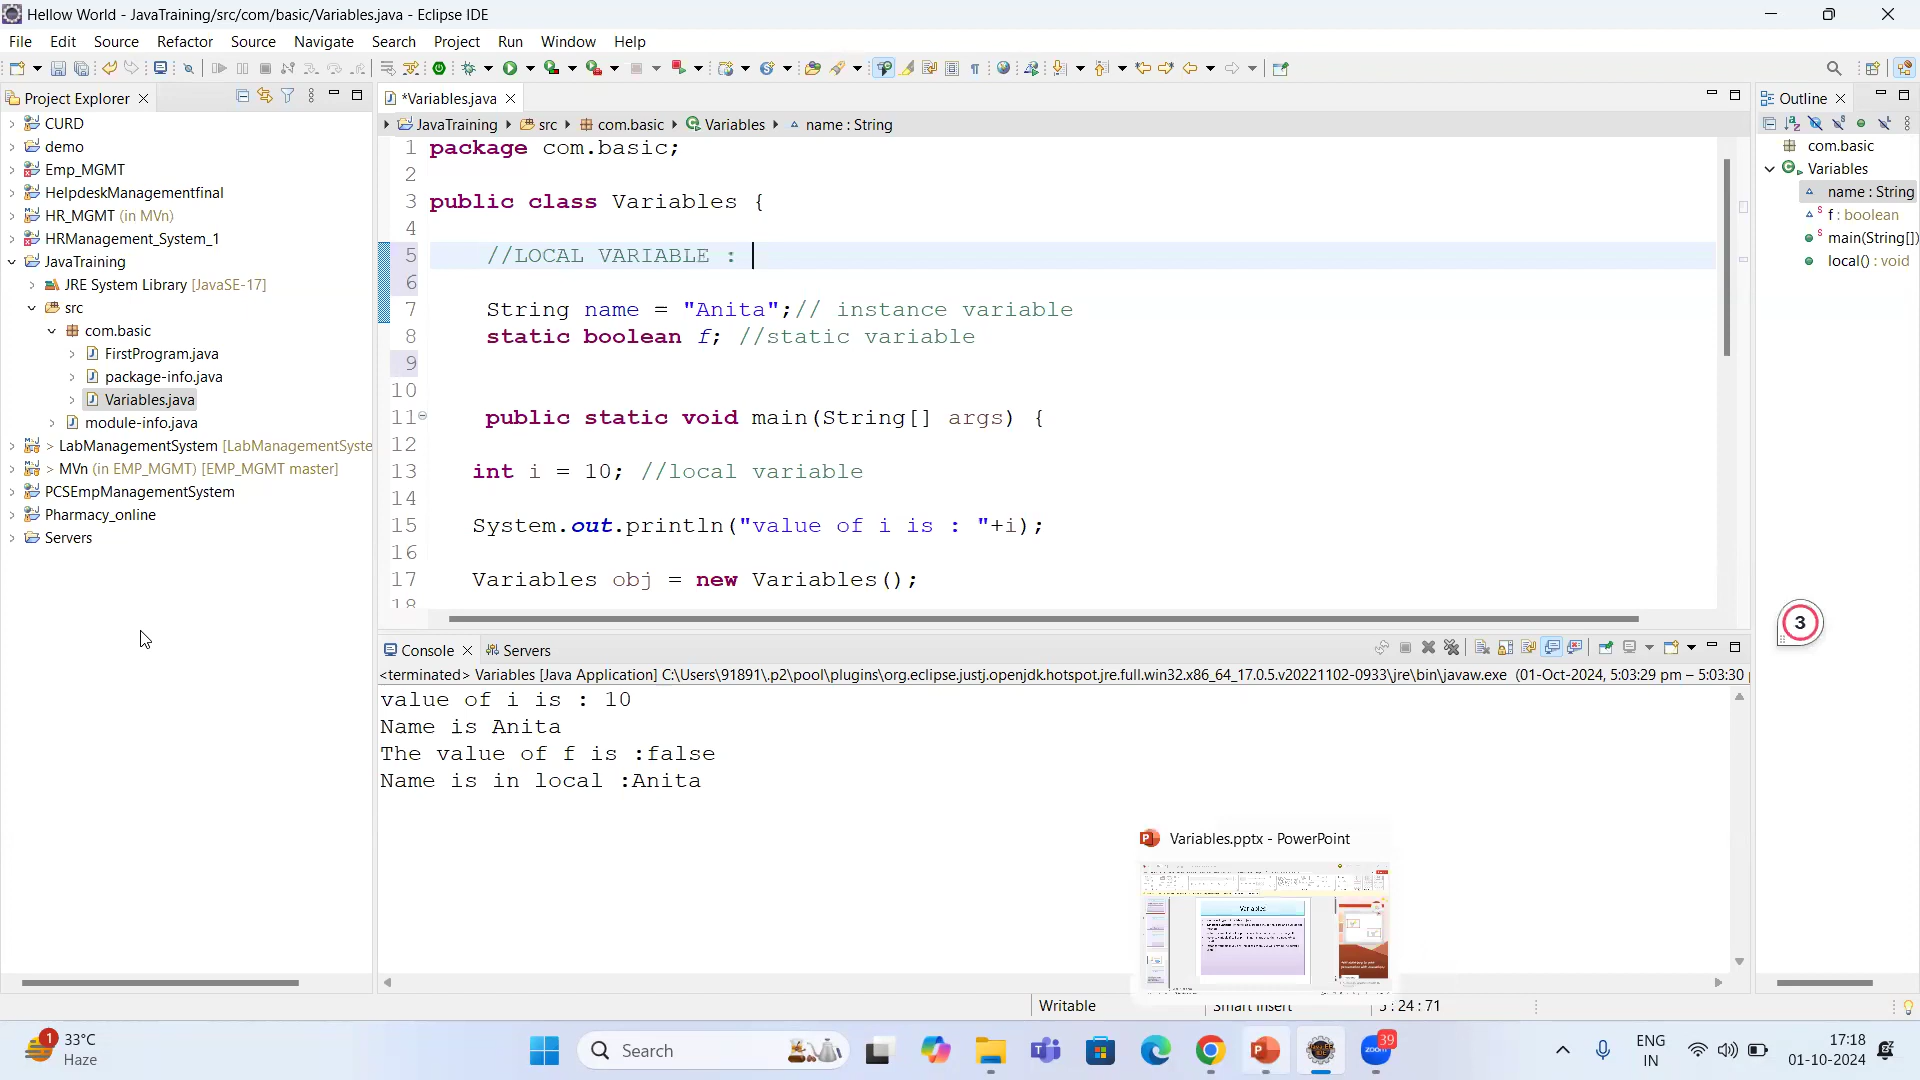 Hellow World - JavaTraining/src/com/basic/Variables.java - Eclipse IDE
File Edit Source Refactor Source Navigate Search Project Run Window Help
Project Explorer
CURD
demo
Emp_MGMT
HelpdeskManagementfinal
HR_MGMT (in MVn)
HRManagement_System_1
JavaTraining
JRE System Library [JavaSE-17]
src
com.basic
FirstProgram.java
package-info.java
Variables.java
module-info.java
> LabManagementSystem [LabManagementSyste
> MVn (in EMP_MGMT) [EMP_MGMT master]
PCSEmpManagementSystem
Pharmacy_online
Servers
*Variables.java
JavaTraining src com.basic Variables name : String
1 package com.basic;
2
3 public class Variables {
4
5 //LOCAL VARIABLE :
6
7 String name = "Anita";// instance variable
8 static boolean f; //static variable
9
10
11 public static void main(String[] args) {
12
13 int i = 10; //local variable
14
15 System.out.println("value of i is : "+i);
16
17 Variables obj = new Variables();
18
Outline
com.basic
Variables
name : String
f : boolean
main(String[])
local() : void
3
Console Servers
<terminated> Variables [Java Application] C:\Users\91891\.p2\pool\plugins\org.eclipse.justj.openjdk.hotspot.jre.full.win32.x86_64_17.0.5.v20221102-0933\jre\bin\javaw.exe (01-Oct-2024, 5:03:29 pm – 5:03:30
value of i is : 10
Name is Anita
The value of f is :false
Name is in local :Anita
Variables.pptx - PowerPoint
Variables
Writable Smart Insert 5 : 24 : 71
1 33°C
Haze
Search
39
zoom
ENG
IN
17:18
01-10-2024